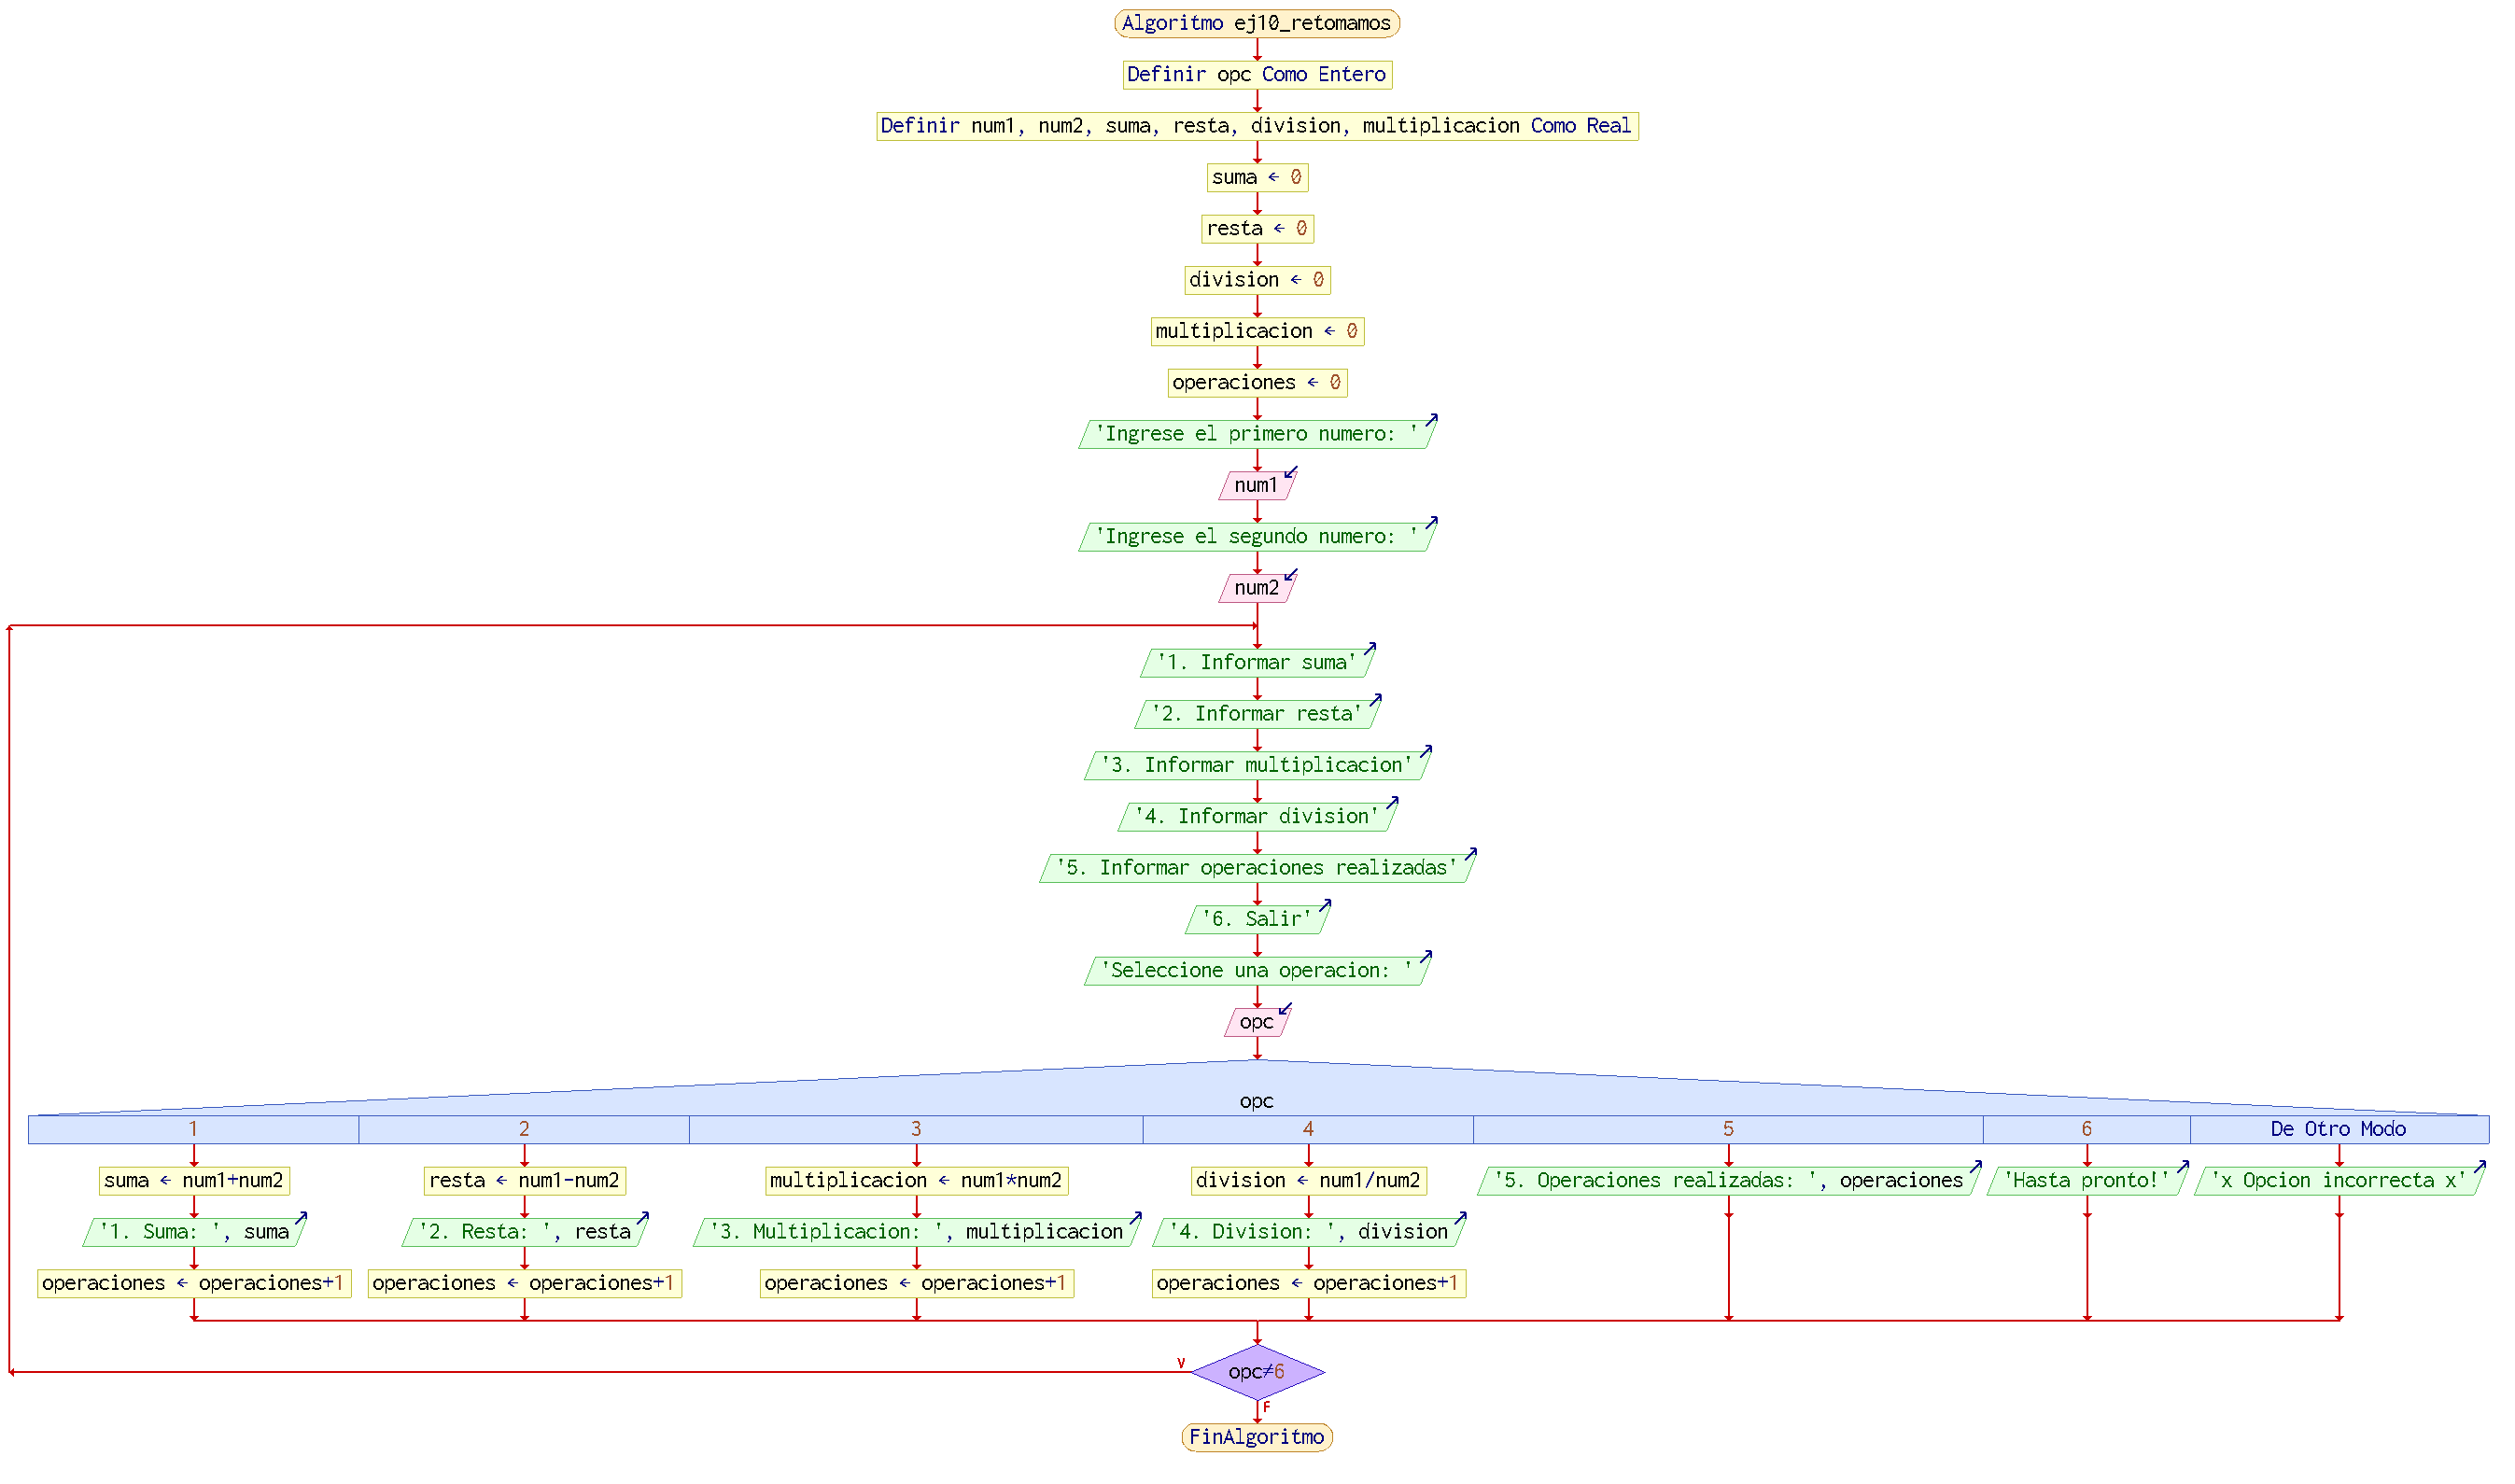 Algoritmo ej10_retomamos
Definir opc Como Entero
Definir num1, num2, suma, resta, division, multiplicacion Como Real
suma ← 0
resta ← 0
division ← 0
multiplicacion ← 0
operaciones ← 0
'Ingrese el primero numero: '
num1
'Ingrese el segundo numero: '
num2
'1. Informar suma'
'2. Informar resta'
'3. Informar multiplicacion'
'4. Informar division'
'5. Informar operaciones realizadas'
'6. Salir'
'Seleccione una operacion: '
opc
opc
1 2 3 4 5 6 De Otro Modo
suma ← num1+num2 resta ← num1-num2 multiplicacion ← num1*num2 division ← num1/num2 '5. Operaciones realizadas: ', operaciones 'Hasta pronto!' 'x Opcion incorrecta x'
'1. Suma: ', suma '2. Resta: ', resta '3. Multiplicacion: ', multiplicacion '4. Division: ', division
operaciones ← operaciones+1 operaciones ← operaciones+1 operaciones ← operaciones+1 operaciones ← operaciones+1
V opc≠6
F
FinAlgoritmo